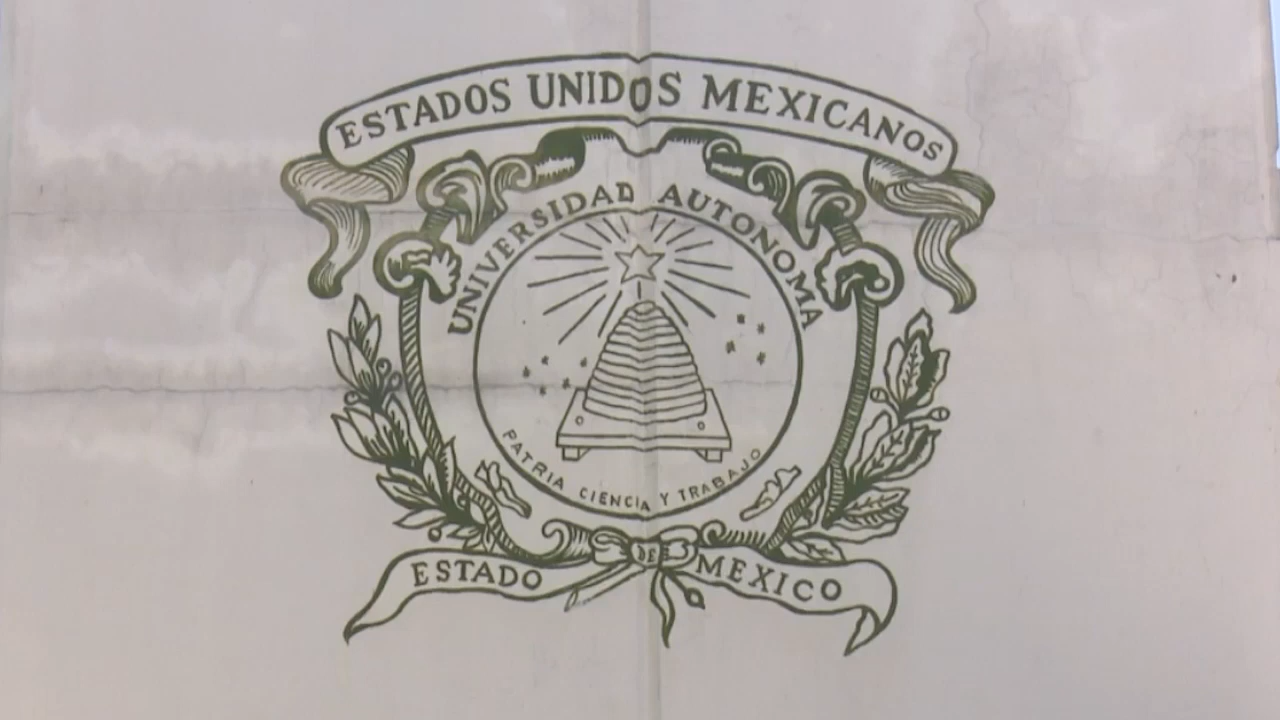 ESTADOS UNIDOS MEXICANOS
UNIVERSIDAD AUTONOMA
PATRIA CIENCIA Y TRABAJO
ESTADO DE MEXICO